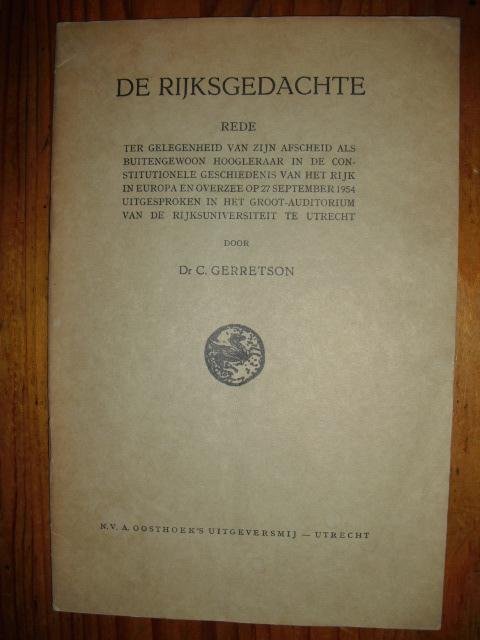 DE RIJKSGEDACHTE
REDE
TER GELEGENHEID VAN ZIJN AFSCHEID ALS
BUITENGEWOON HOOGLERAAR IN DE CON-
STITUTIONELE GESCHIEDENIS VAN HET RIJK
IN EUROPA EN OVERZEE OP 27 SEPTEMBER 1954
UITGESPROKEN IN HET GROOT-AUDITORIUM
VAN DE RIJKSUNIVERSITEIT TE UTRECHT
DOOR
Dr C. GERRETSON
N.V. A. OOSTHOEK'S UITGEVERSMIJ — UTRECHT